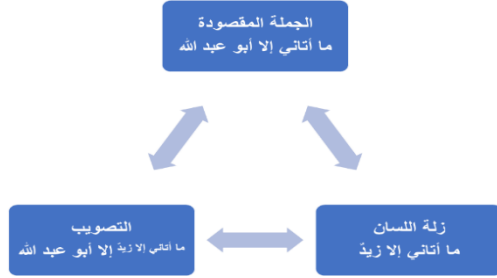 الجملة المقصودة
ما أتاني إلا أبو عبد الله
زلة اللسان
ما أتاني إلا زيدٌ
التصويب
ما أتاني إلا زيدٌ إلا أبو عبد الله